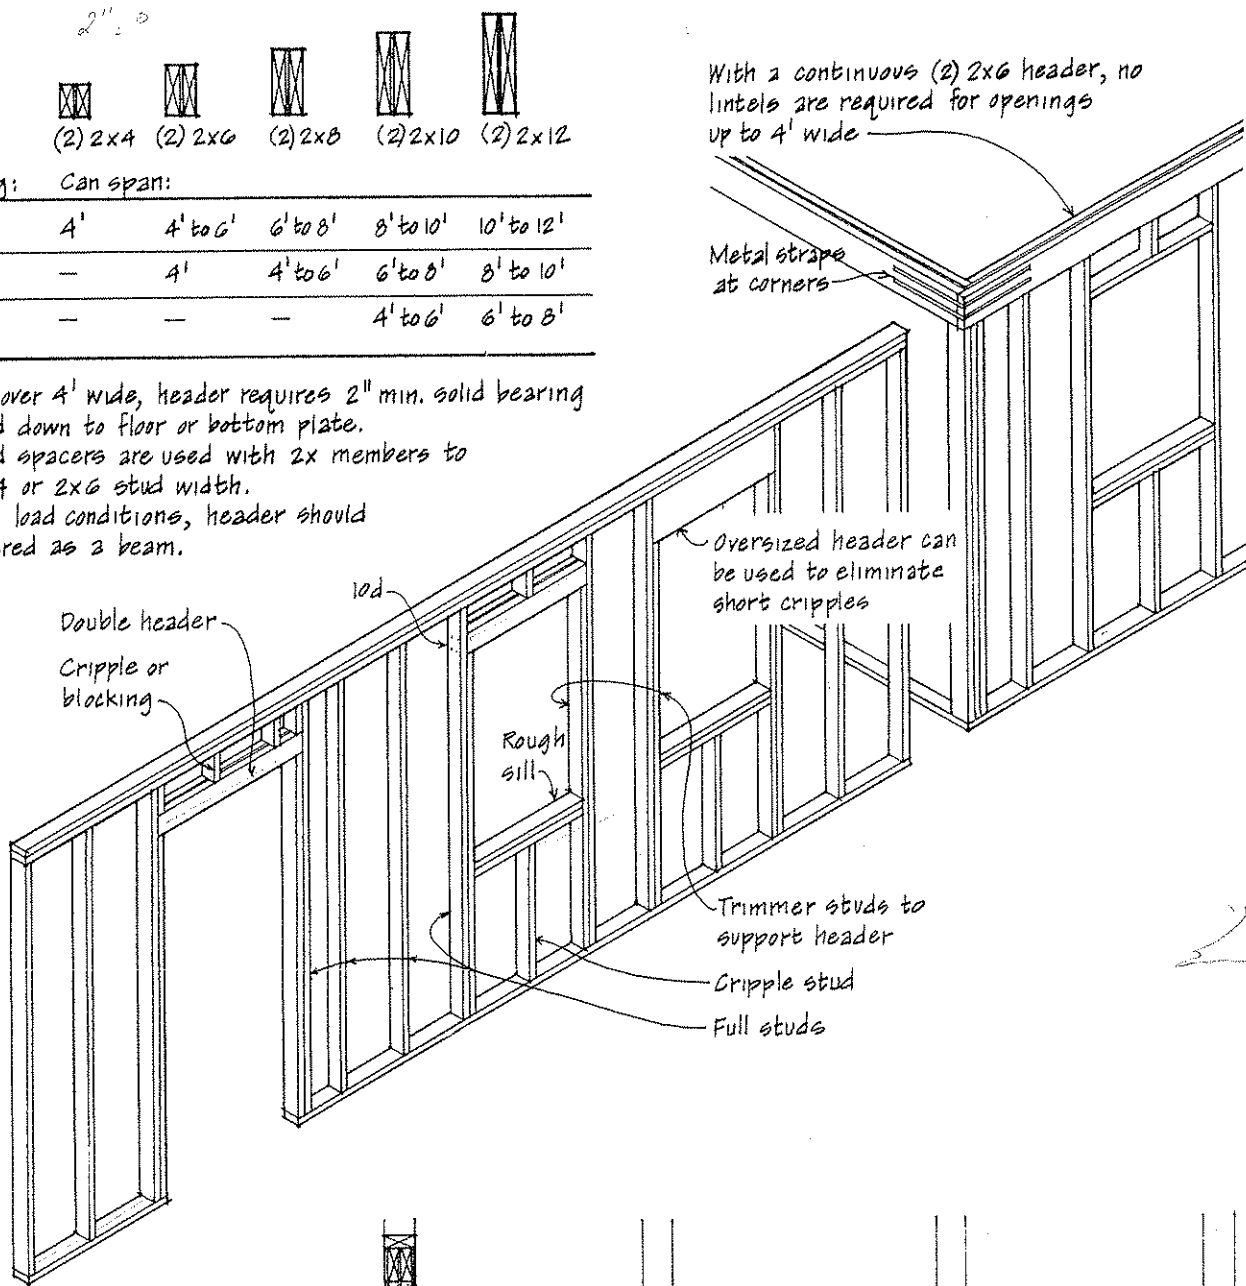 2"
(2) 2x4 (2) 2x6 (2) 2x8 (2) 2x10 (2) 2x12
g: Can span:
4' 4' to 6' 6' to 8' 8' to 10' 10' to 12'
— 4' 4' to 6' 6' to 8' 8' to 10'
— — — 4' to 6' 6' to 8'
over 4' wide, header requires 2" min. solid bearing
d down to floor or bottom plate.
d spacers are used with 2x members to
4 or 2x6 stud width.
load conditions, header should
red as a beam.
With a continuous (2) 2x6 header, no
lintels are required for openings
up to 4' wide
Metal straps
at corners
Oversized header can
be used to eliminate
short cripples
10d
Double header
Cripple or
blocking
Rough
sill
Trimmer studs to
support header
Cripple stud
Full studs